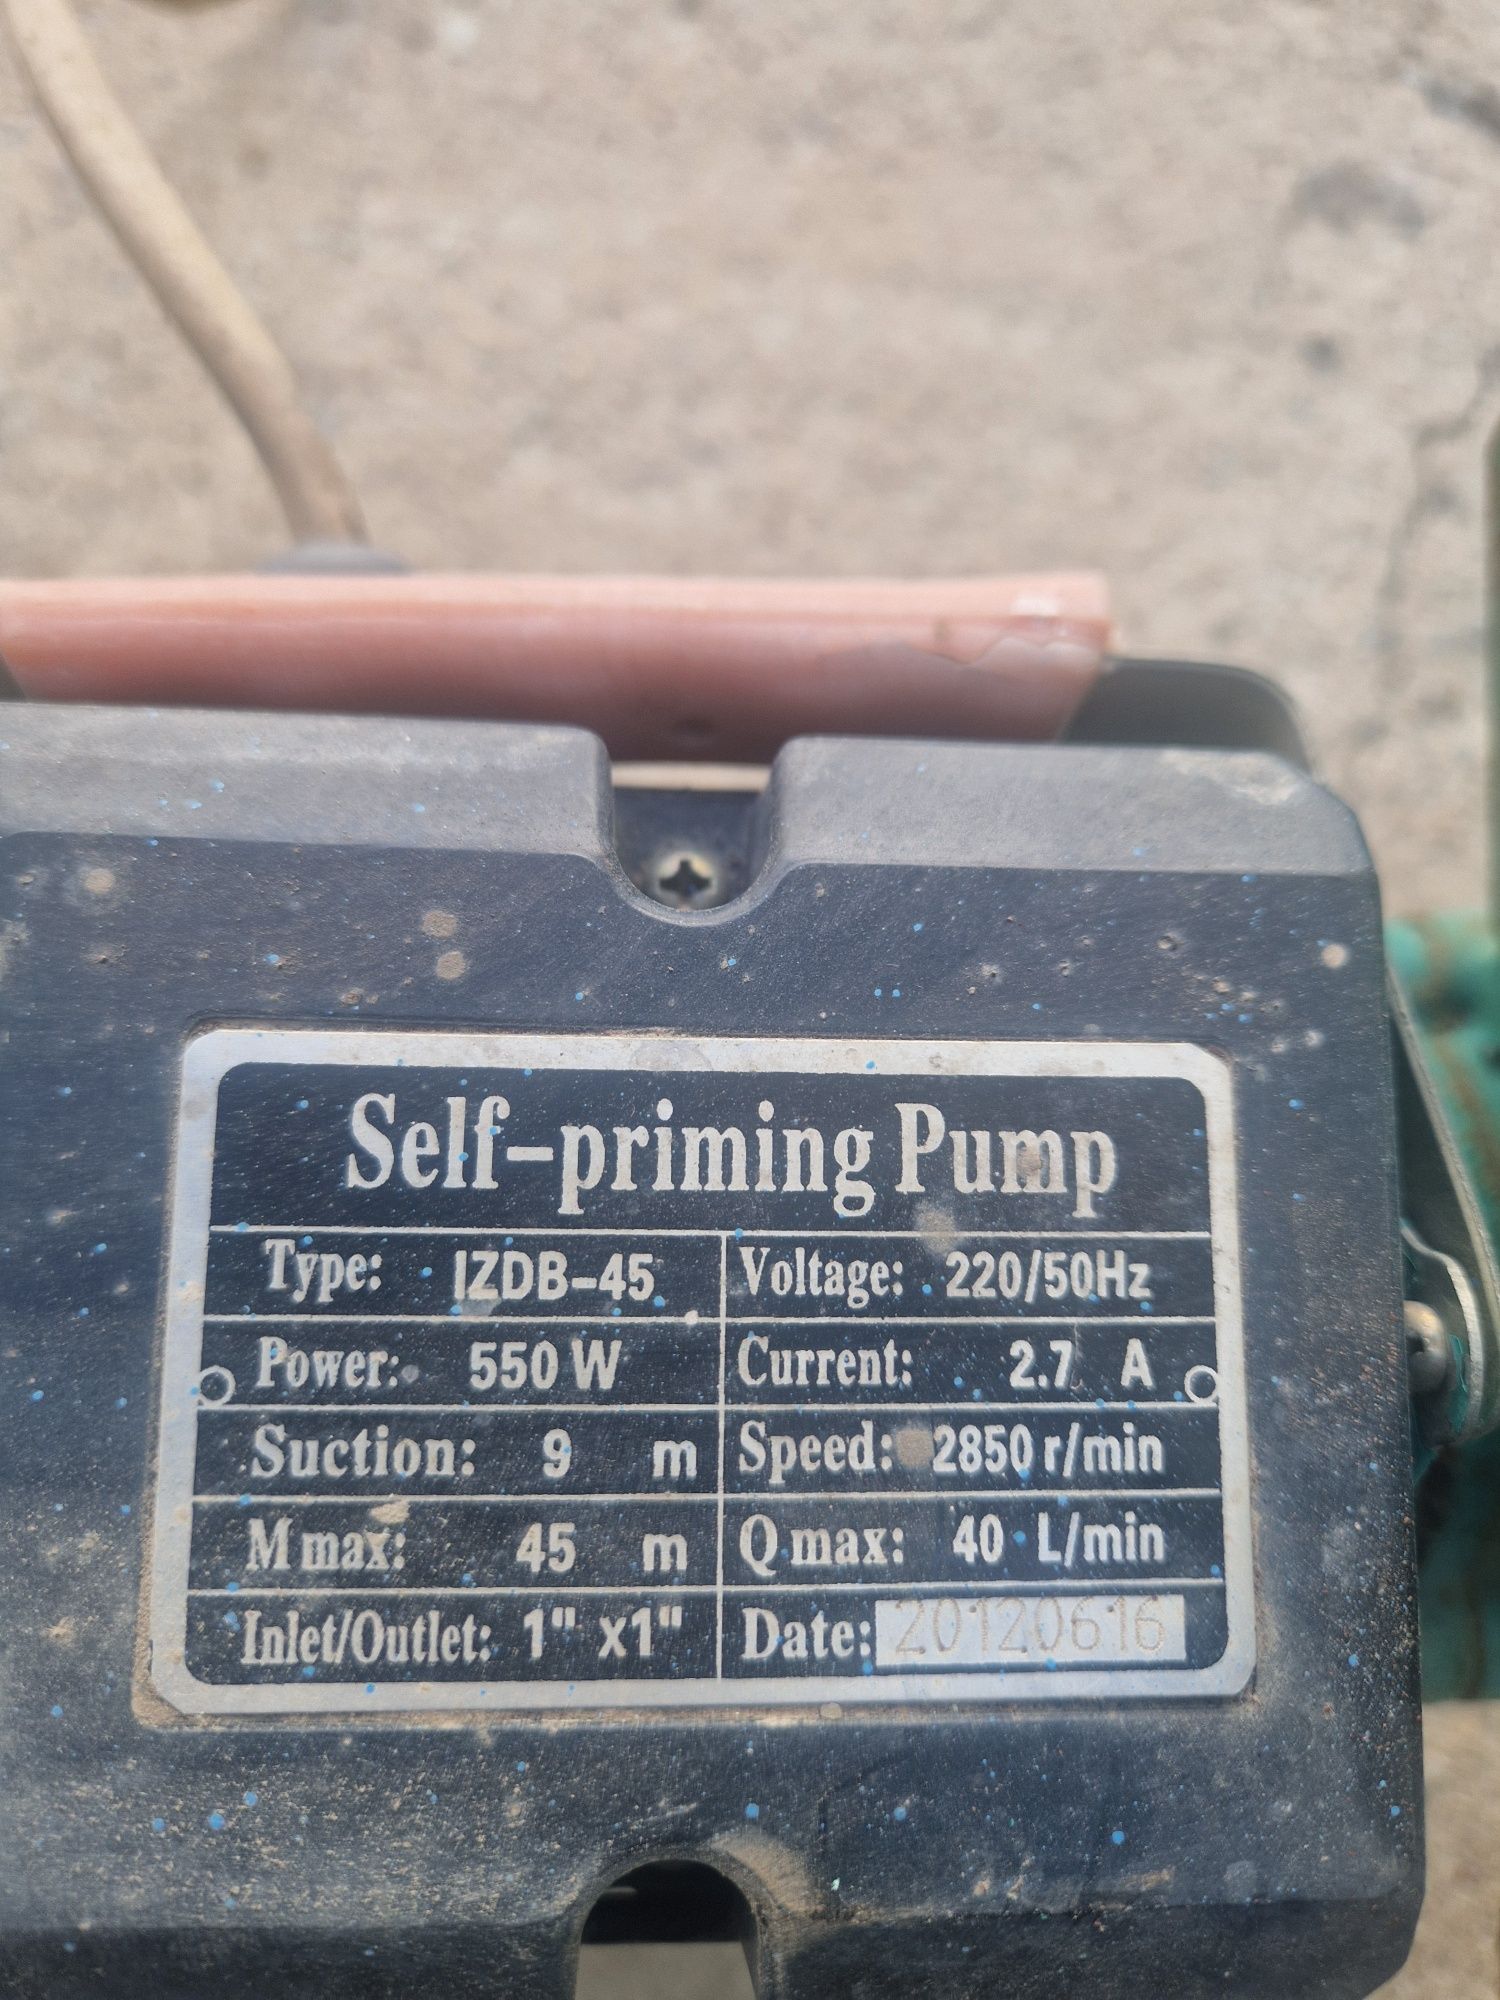 Self-priming Pump
Type: IZDB-45 Voltage: 220/50Hz
Power: 550 W Current: 2.7 A
Suction: 9 m Speed: 2850 r/min
M max: 45 m Q max: 40 L/min
Inlet/Outlet: 1" x1" Date: 20120616